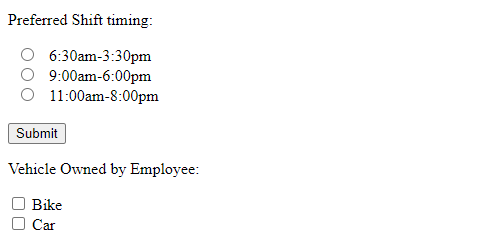 Preferred Shift timing:
6:30am-3:30pm
9:00am-6:00pm
11:00am-8:00pm
Submit
Vehicle Owned by Employee:
Bike
Car